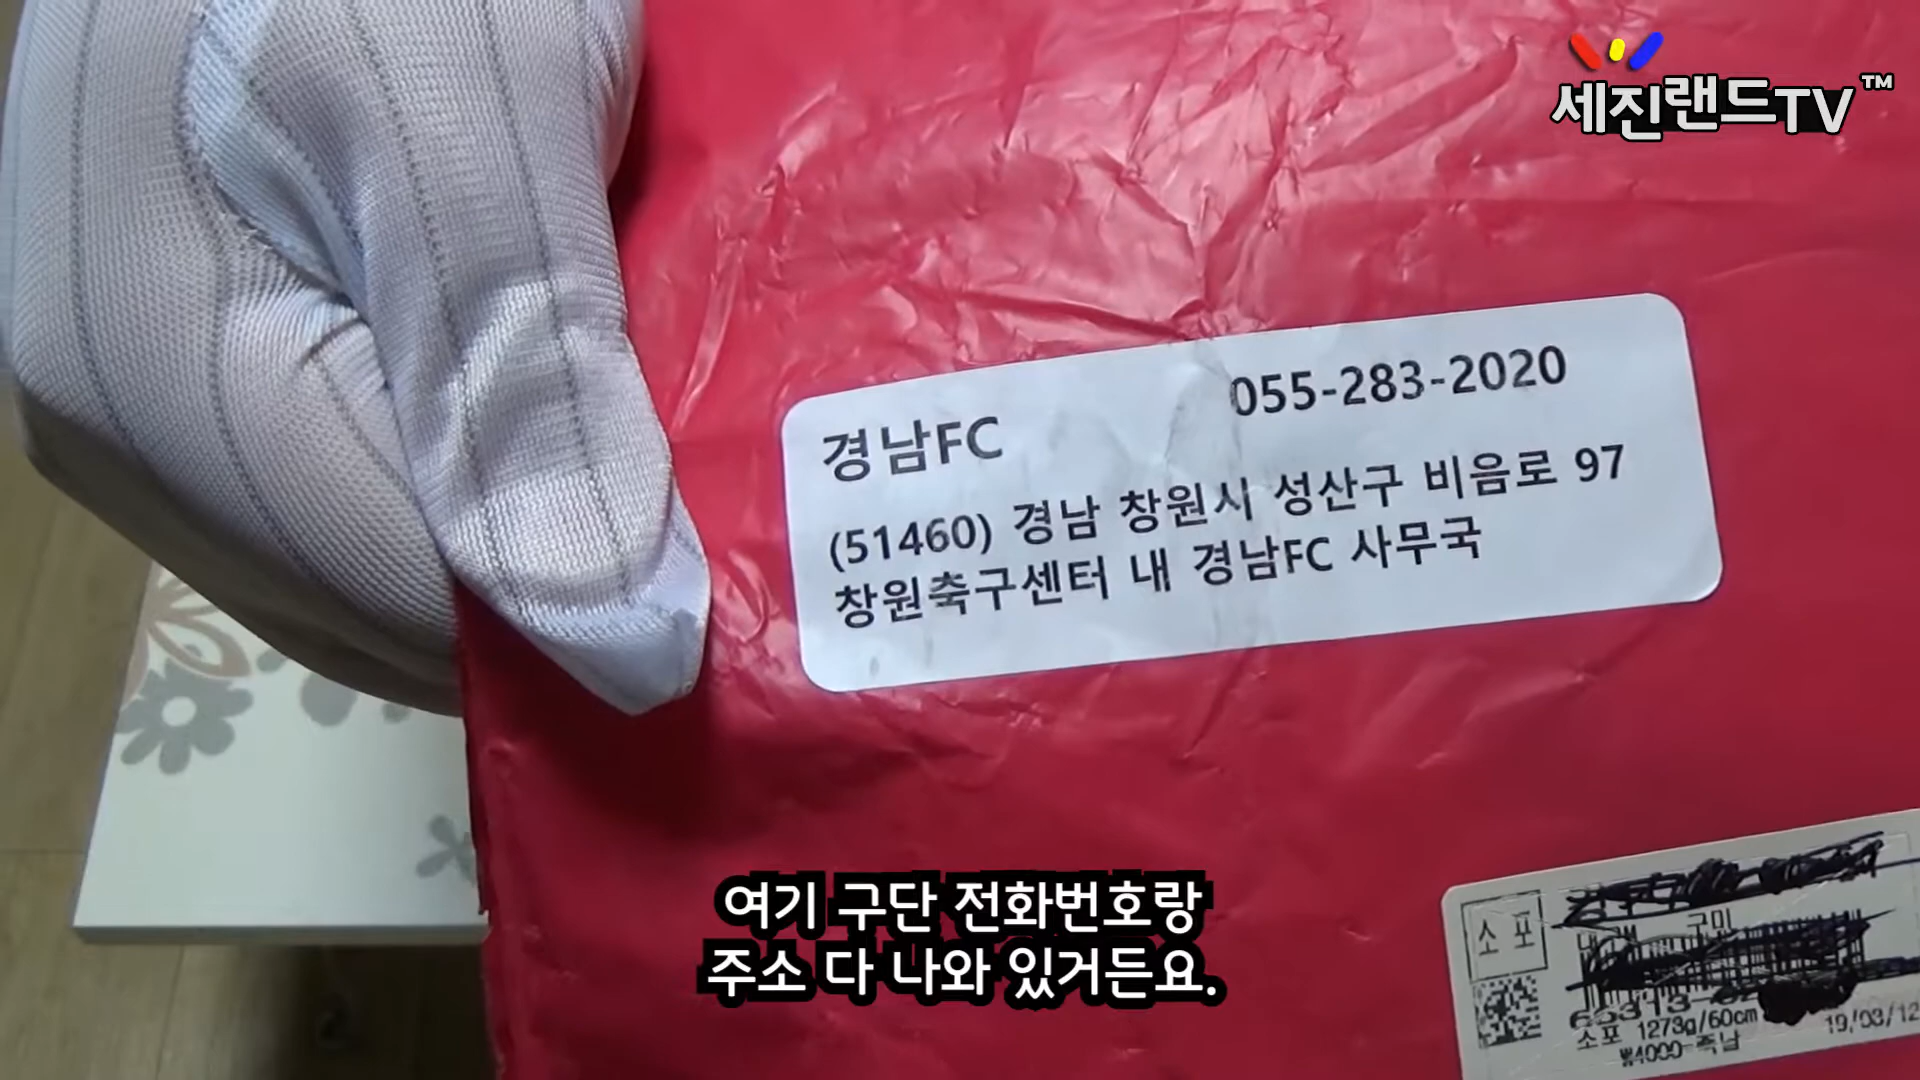 세진랜드TV™
055-283-2020
경남FC
(51460) 경남 창원시 성산구 비음로 97
창원축구센터 내 경남FC 사무국
소포
구미
소포 1273g/60cm
19/03/12
₩4000
여기 구단 전화번호랑
주소 다 나와 있거든요.